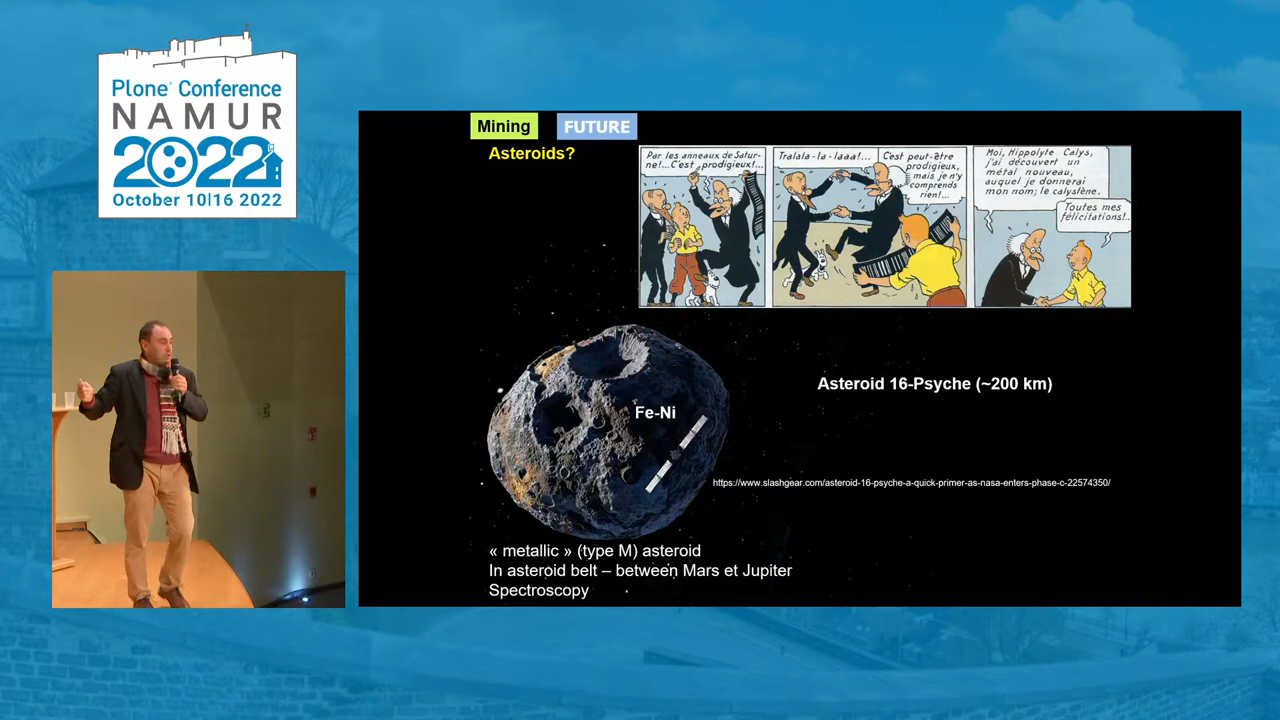 Plone® Conference
NAMUR
2022
October 10|16 2022
Mining
FUTURE
Asteroids?
Par les anneaux de Satur-
ne!...C'est prodigieux!...
Tralala-la-laaa!...
C'est peut-être
prodigieux,
mais je n'y
comprends
rien!...
Moi, Hippolyte Calys,
j'ai découvert un
métal nouveau,
auquel je donnerai
mon nom; le calystène.
Toutes mes
félicitations!..
Fe-Ni
Asteroid 16-Psyche (~200 km)
https://www.slashgear.com/asteroid-16-psyche-a-quick-primer-as-nasa-enters-phase-c-22574350/
« metallic » (type M) asteroid
In asteroid belt – between Mars et Jupiter
Spectroscopy